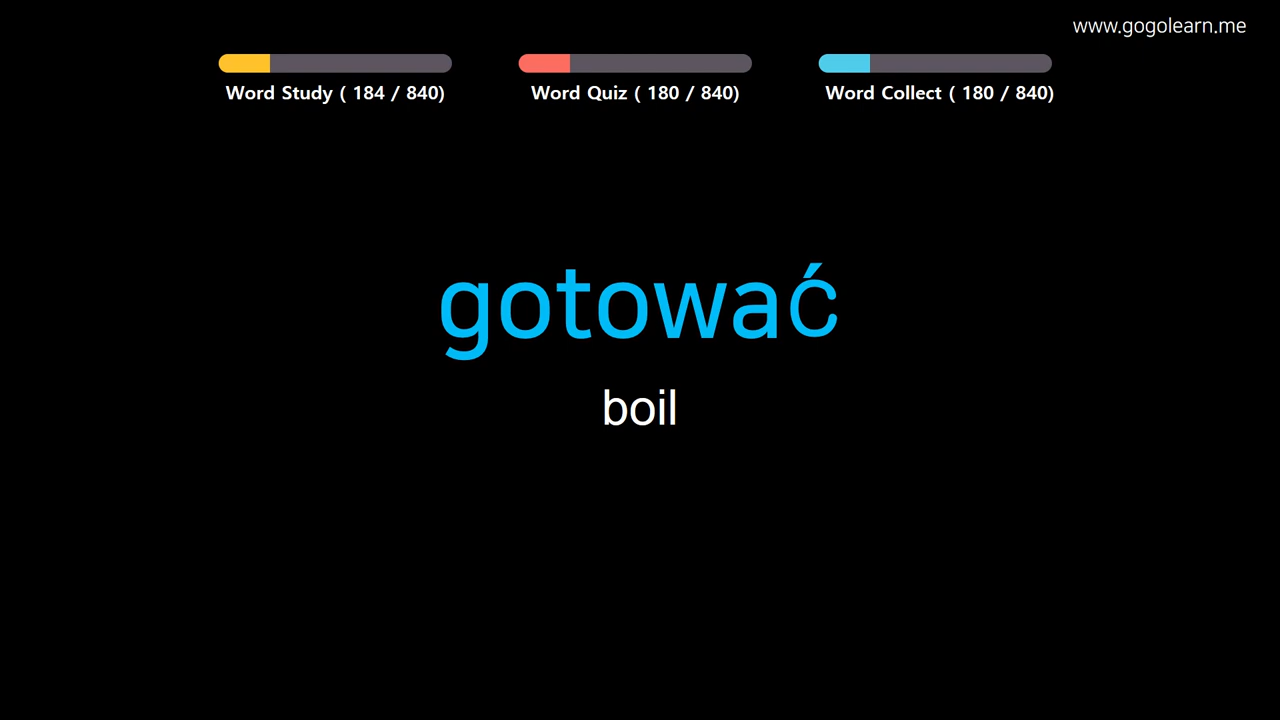 www.gogolearn.me
Word Study ( 184 / 840)
Word Quiz ( 180 / 840)
Word Collect ( 180 / 840)
gotować
boil